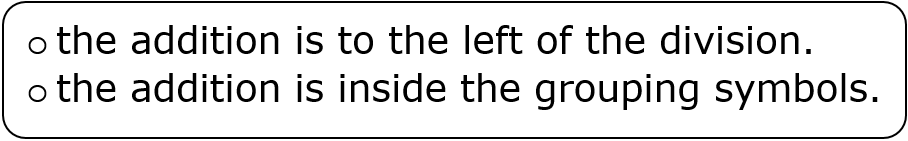 the addition is to the left of the division.
the addition is inside the grouping symbols.